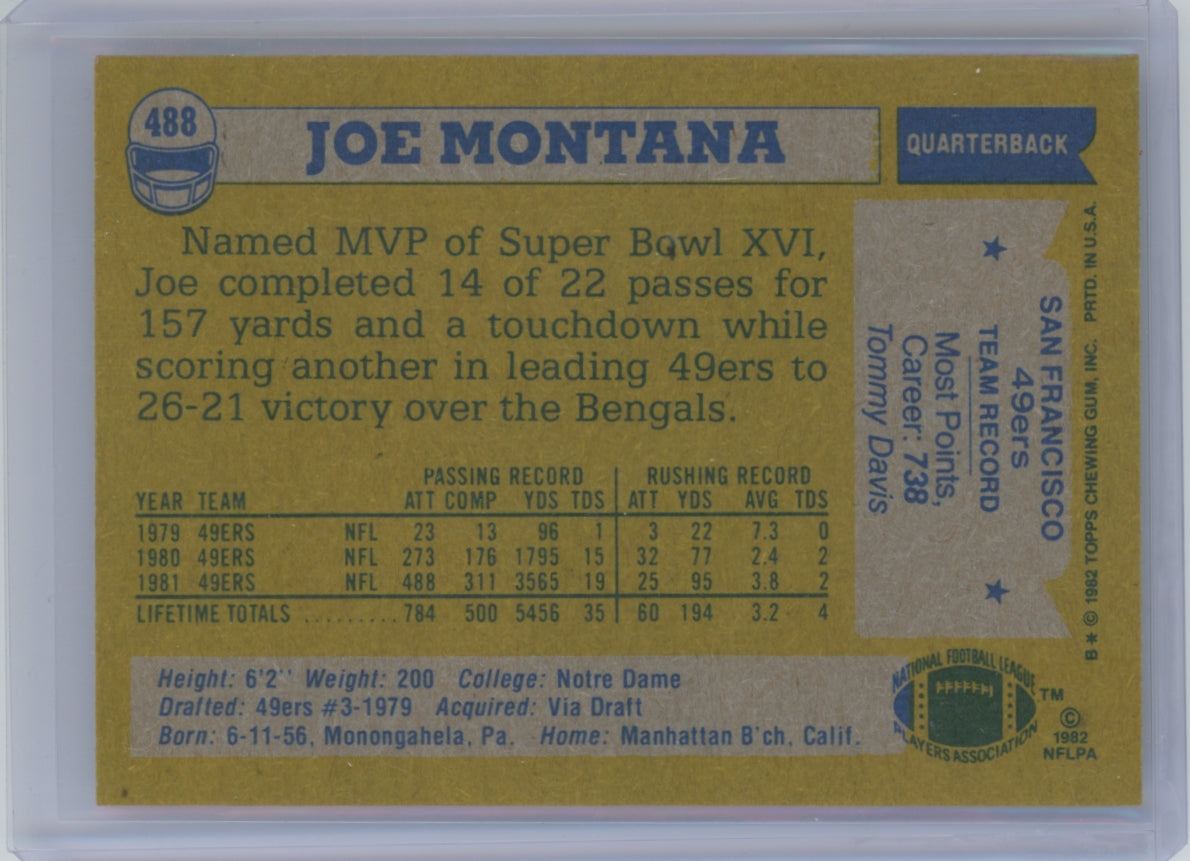 488
JOE MONTANA
QUARTERBACK
Named MVP of Super Bowl XVI,
Joe completed 14 of 22 passes for
157 yards and a touchdown while
scoring another in leading 49ers to
26-21 victory over the Bengals.
SAN FRANCISCO
49ers
TEAM RECORD
Most Points,
Career: 738
Tommy Davis
B * © 1982 TOPPS CHEWING GUM, INC. PRTD. IN U.S.A.
PASSING RECORD RUSHING RECORD
YEAR TEAM ATT COMP YDS TDS ATT YDS AVG TDS
1979 49ERS NFL 23 13 96 1 3 22 7.3 0
1980 49ERS NFL 273 176 1795 15 32 77 2.4 2
1981 49ERS NFL 488 311 3565 19 25 95 3.8 2
LIFETIME TOTALS ......... 784 500 5456 35 60 194 3.2 4
Height: 6'2'' Weight: 200 College: Notre Dame
Drafted: 49ers #3-1979 Acquired: Via Draft
Born: 6-11-56, Monongahela, Pa. Home: Manhattan B'ch, Calif.
NATIONAL FOOTBALL LEAGUE
PLAYERS ASSOCIATION
TM
©
1982
NFLPA